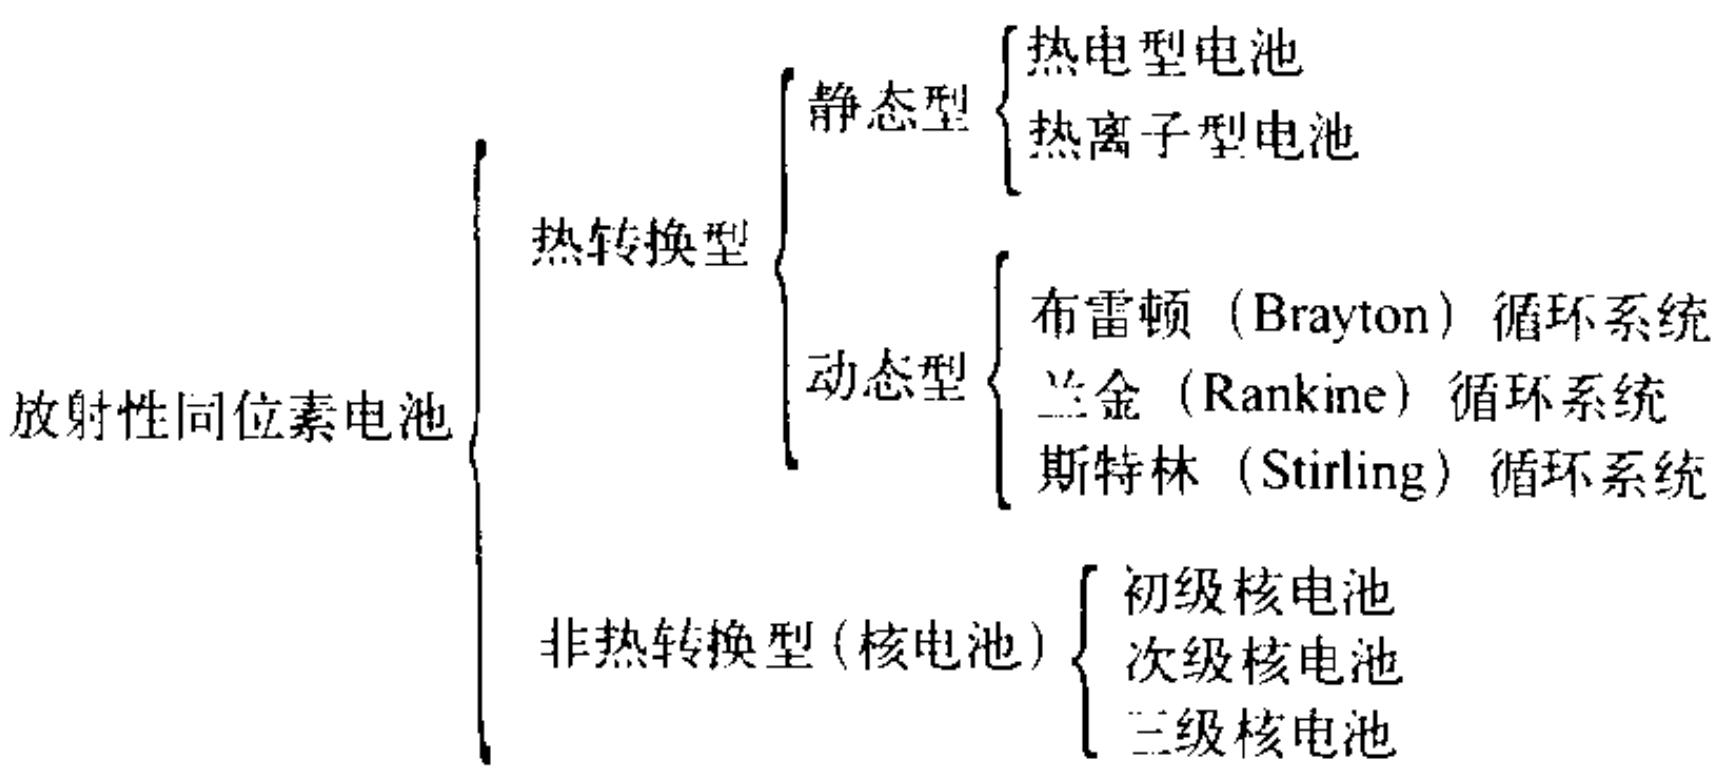 热电型电池
静态型
热离子型电池
热转换型
布雷顿（Brayton）循环系统
动态型
兰金（Rankine）循环系统
放射性同位素电池
斯特林（Stirling）循环系统
初级核电池
非热转换型（核电池）
次级核电池
三级核电池